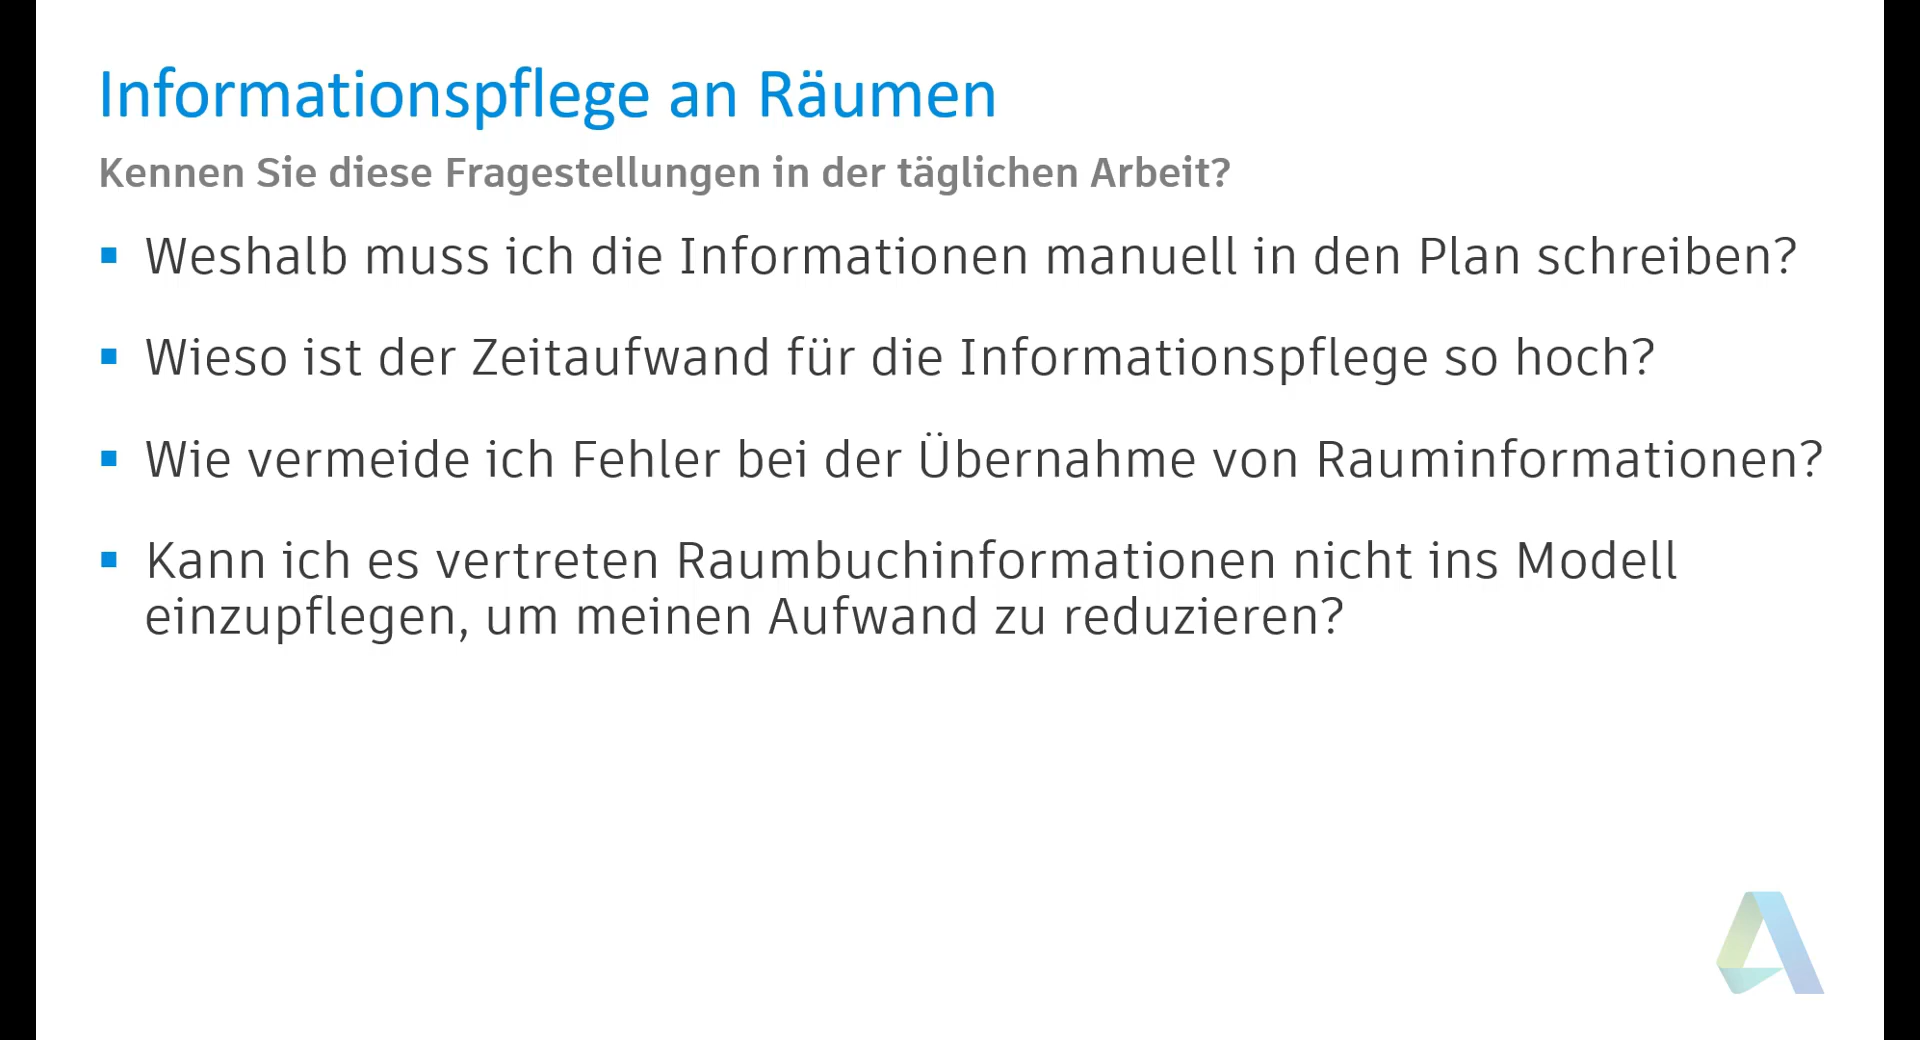 Informationspflege an Räumen
Kennen Sie diese Fragestellungen in der täglichen Arbeit?
▪ Weshalb muss ich die Informationen manuell in den Plan schreiben?
▪ Wieso ist der Zeitaufwand für die Informationspflege so hoch?
▪ Wie vermeide ich Fehler bei der Übernahme von Rauminformationen?
▪ Kann ich es vertreten Raumbuchinformationen nicht ins Modell
einzupflegen, um meinen Aufwand zu reduzieren?